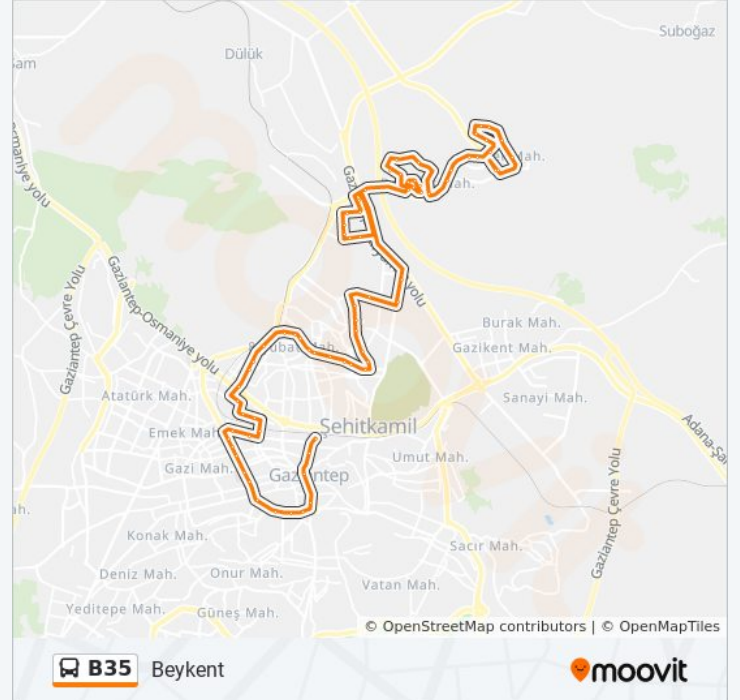 Suboğaz
Dülük
Gaziantep-Osmaniye yolu
Gaziantep Çevre Yolu
yolu
Burak Mah.
Gazikent Mah.
Atatürk Mah.
Sanayi Mah.
Emek Mah
Şehitkamil
Umut Mah.
Gazi Mah.
Gaziantep
Gaziantep Çevre Yolu
Konak Mah.
Sacır Mah.
Deniz Mah.
Onur Mah.
Vatan Mah.
Yeditepe Mah.
Güneş Mah.
© OpenStreetMap contributors | © OpenMapTiles
B35 Beykent
moovit